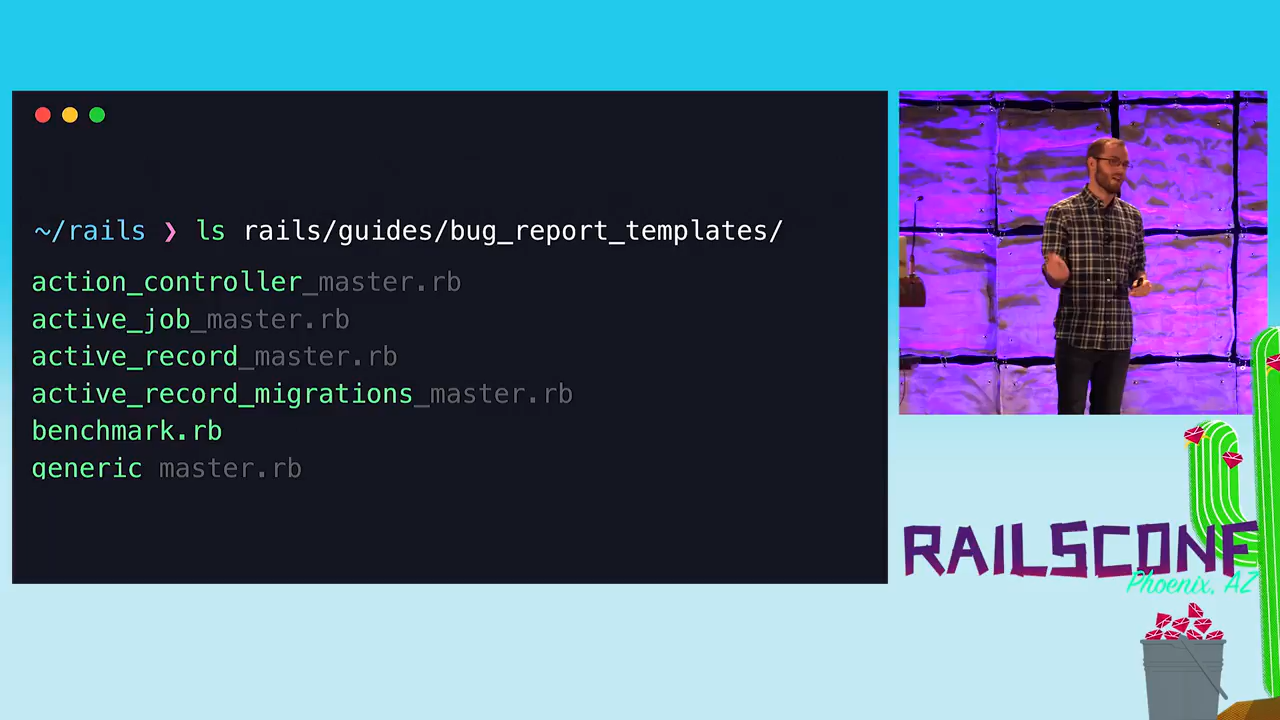 ~/rails ❯ ls rails/guides/bug_report_templates/
action_controller_master.rb
active_job_master.rb
active_record_master.rb
active_record_migrations_master.rb
benchmark.rb
generic_master.rb
RAILSCONF
Phoenix, AZ